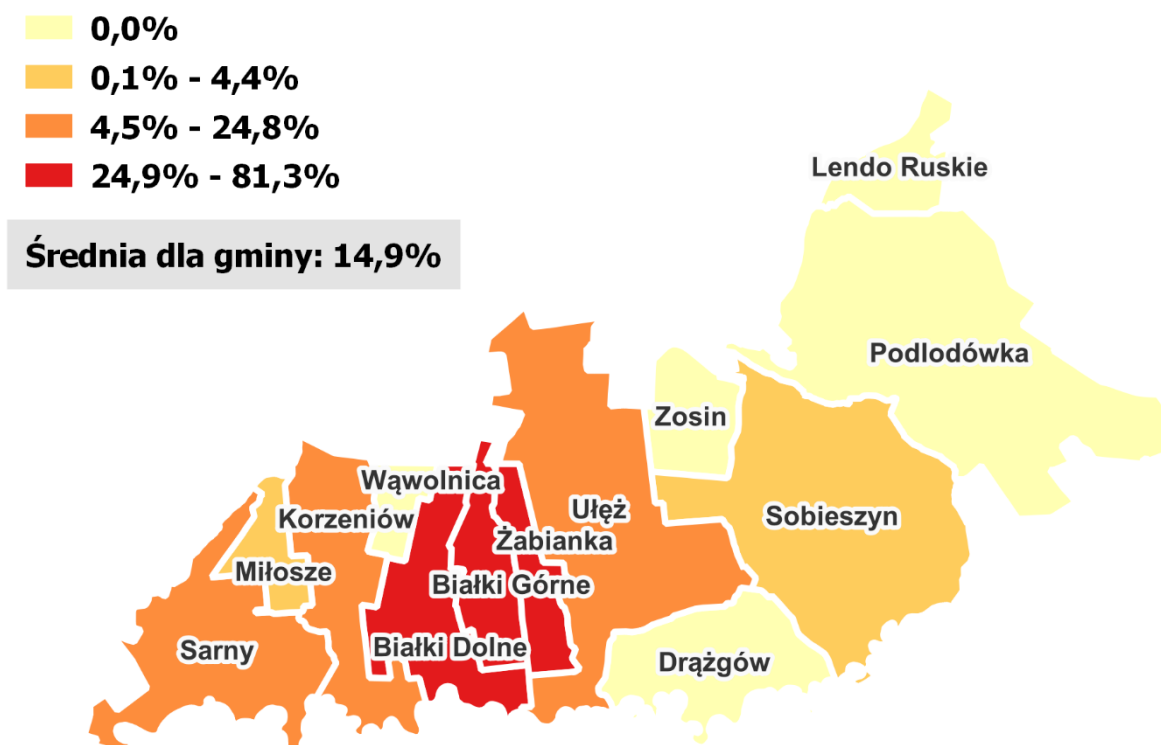 0,0%
0,1% - 4,4%
4,5% - 24,8%
24,9% - 81,3%
Średnia dla gminy: 14,9%
Lendo Ruskie
Podlodówka
Zosin
Wąwolnica
Ułęż
Korzeniów
Sobieszyn
Żabianka
Miłosze
Białki Górne
Sarny
Białki Dolne
Drążgów